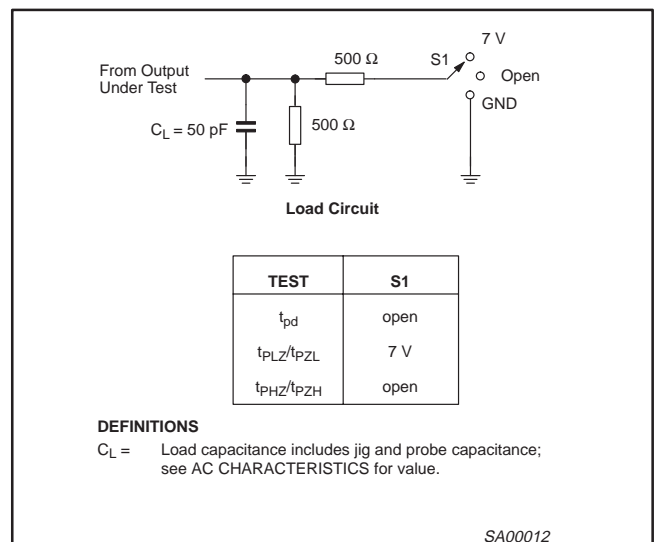 7 V
500 Ω
S1
From Output
Under Test
Open
GND
C_L = 50 pF
500 Ω
Load Circuit
TEST S1
t_pd open
t_PLZ/t_PZL 7 V
t_PHZ/t_PZH open
DEFINITIONS
C_L = Load capacitance includes jig and probe capacitance;
see AC CHARACTERISTICS for value.
SA00012